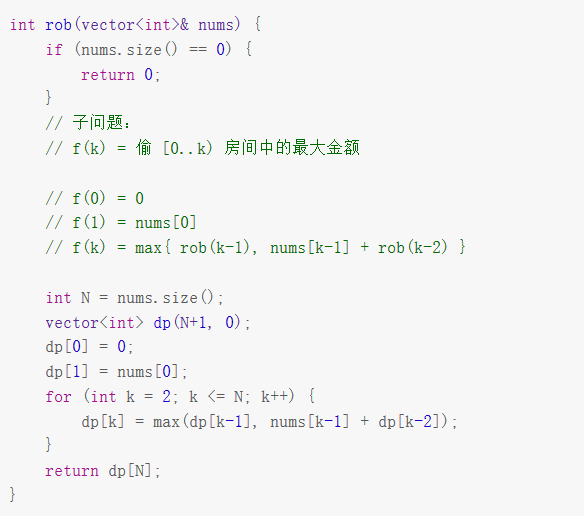 int rob(vector<int>& nums) {
    if (nums.size() == 0) {
        return 0;
    }
    // 子问题：
    // f(k) = 偷 [0..k) 房间中的最大金额

    // f(0) = 0
    // f(1) = nums[0]
    // f(k) = max{ rob(k-1), nums[k-1] + rob(k-2) }

    int N = nums.size();
    vector<int> dp(N+1, 0);
    dp[0] = 0;
    dp[1] = nums[0];
    for (int k = 2; k <= N; k++) {
        dp[k] = max(dp[k-1], nums[k-1] + dp[k-2]);
    }
    return dp[N];
}